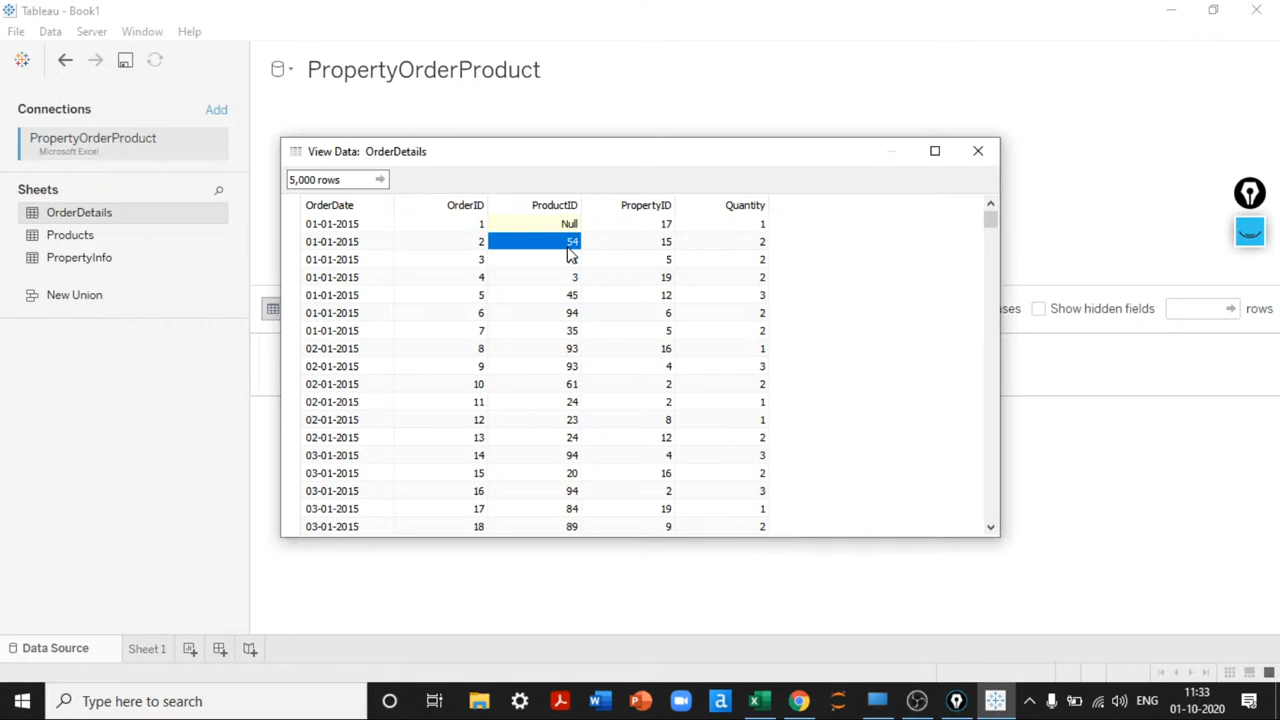 Tableau - Book1
File Data Server Window Help
PropertyOrderProduct
Connections Add
PropertyOrderProduct
Microsoft Excel
Sheets
OrderDetails
Products
PropertyInfo
New Union
View Data: OrderDetails
5,000 rows
OrderDate OrderID ProductID PropertyID Quantity
01-01-2015 1 Null 17 1
01-01-2015 2 54 15 2
01-01-2015 3 5 2
01-01-2015 4 3 19 2
01-01-2015 5 45 12 3
01-01-2015 6 94 6 2
01-01-2015 7 35 5 2
02-01-2015 8 93 16 1
02-01-2015 9 93 4 3
02-01-2015 10 61 2 2
02-01-2015 11 24 2 1
02-01-2015 12 23 8 1
02-01-2015 13 24 12 2
03-01-2015 14 94 4 3
03-01-2015 15 20 16 2
03-01-2015 16 94 2 3
03-01-2015 17 84 19 1
03-01-2015 18 89 9 2
Show hidden fields rows
Data Source Sheet 1
Type here to search
ENG
11:33
01-10-2020